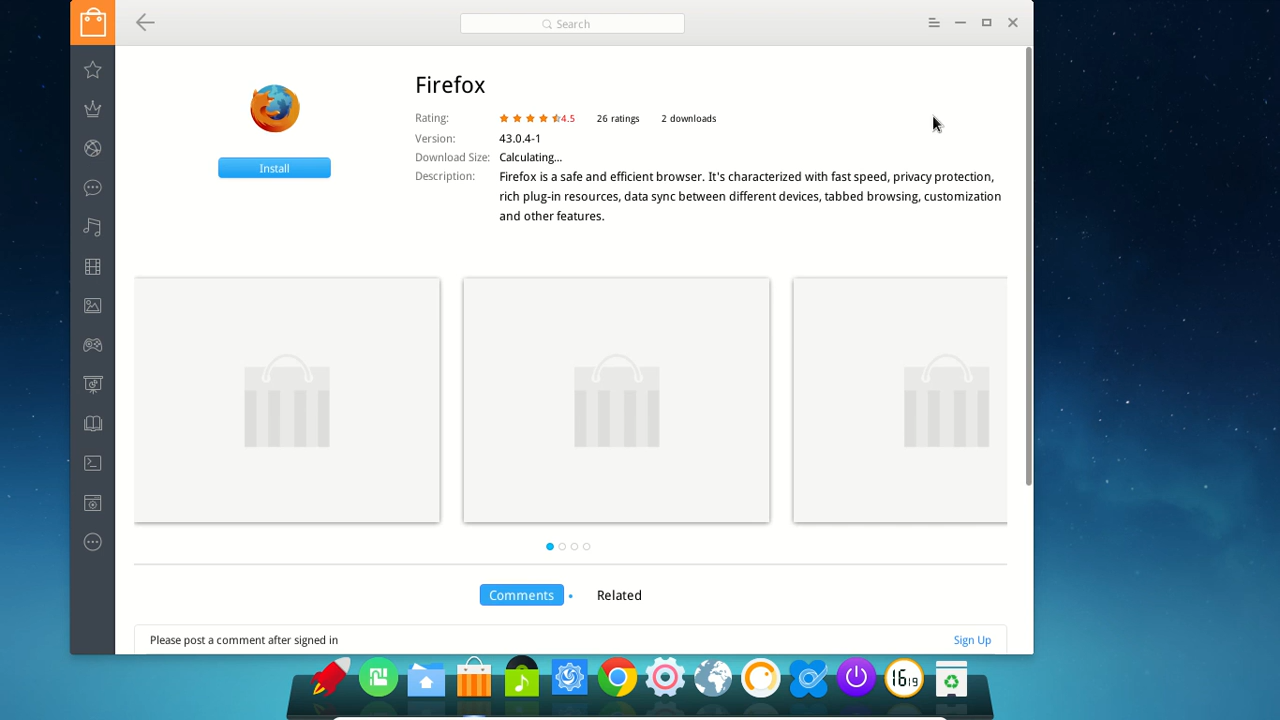 Search
Firefox
Rating: 4.5 26 ratings 2 downloads
Version: 43.0.4-1
Download Size: Calculating...
Description: Firefox is a safe and efficient browser. It's characterized with fast speed, privacy protection,
rich plug-in resources, data sync between different devices, tabbed browsing, customization
and other features.
Install
Comments Related
Please post a comment after signed in Sign Up
16 19